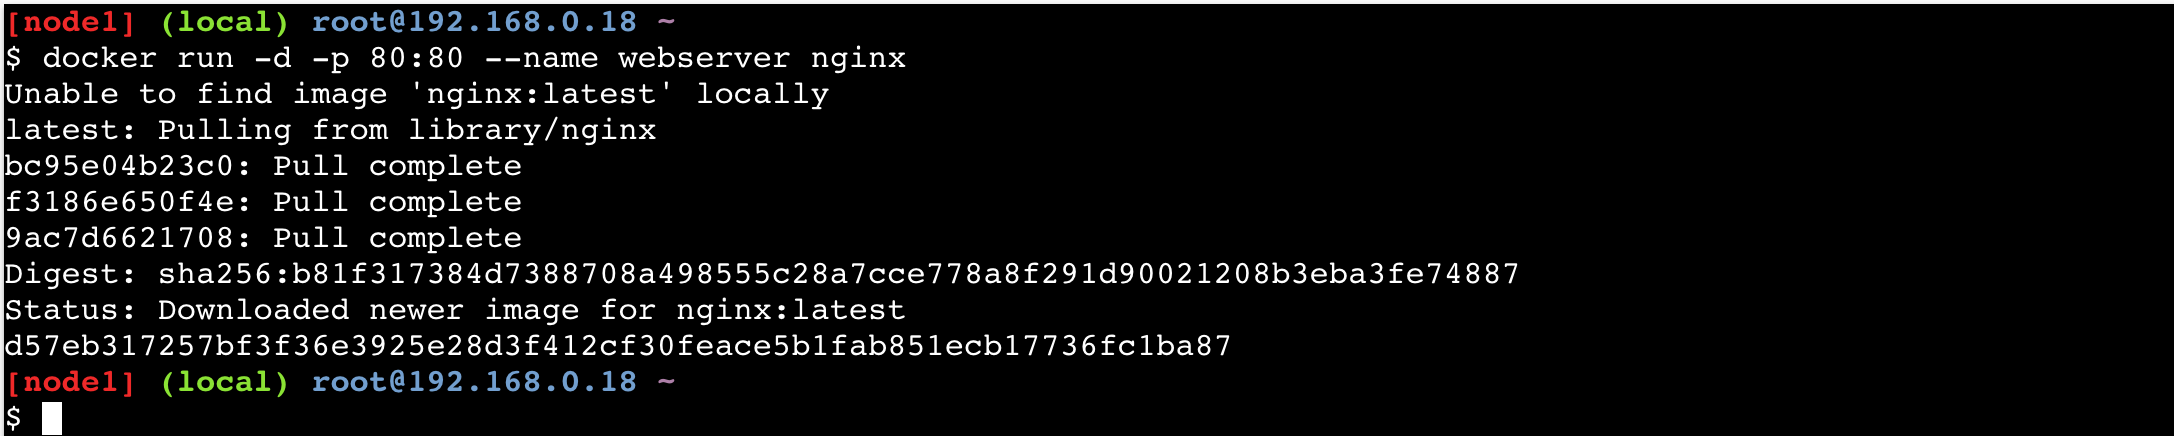 [node1] (local) root@192.168.0.18 ~
$ docker run -d -p 80:80 --name webserver nginx
Unable to find image 'nginx:latest' locally
latest: Pulling from library/nginx
bc95e04b23c0: Pull complete
f3186e650f4e: Pull complete
9ac7d6621708: Pull complete
Digest: sha256:b81f317384d7388708a498555c28a7cce778a8f291d90021208b3eba3fe74887
Status: Downloaded newer image for nginx:latest
d57eb317257bf3f36e3925e28d3f412cf30feace5b1fab851ecb17736fc1ba87
[node1] (local) root@192.168.0.18 ~
$